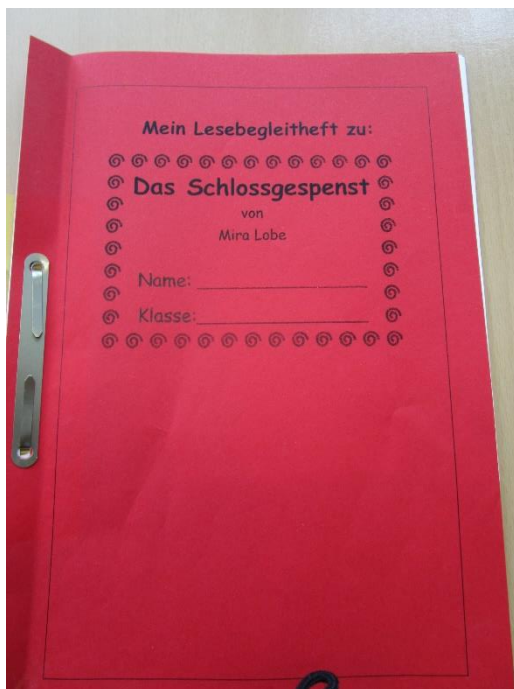 Mein Lesebegleitheft zu:
Das Schlossgespenst
von
Mira Lobe
Name:
Klasse: